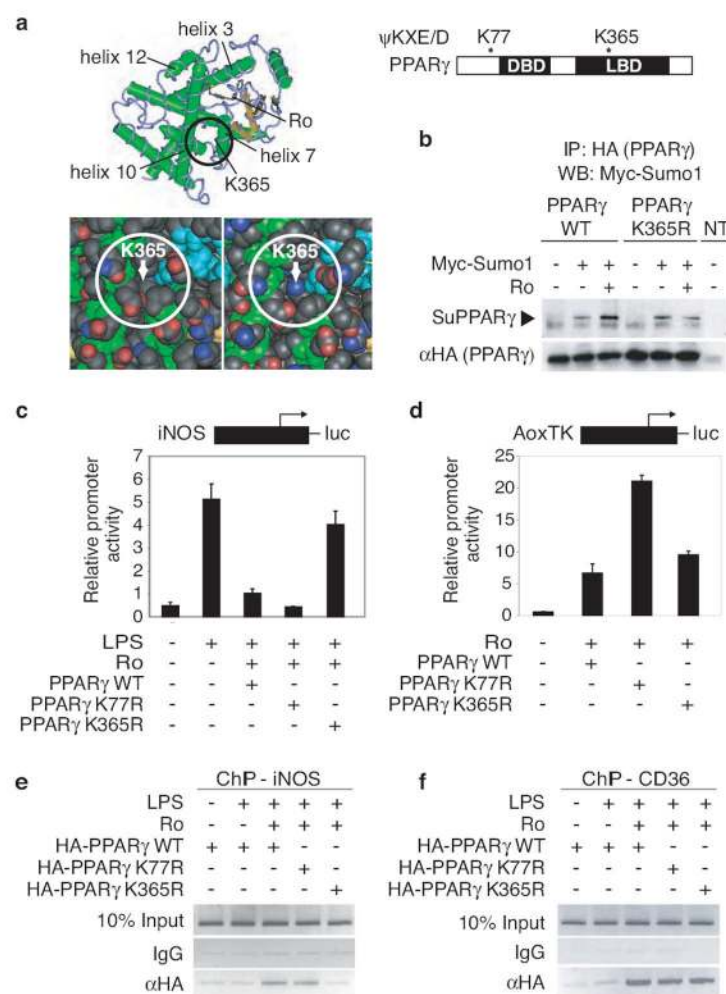 a
helix 3
helix 12
Ro
helix 10
helix 7
K365
K365
K365
ψKXE/D K77 K365
* *
PPARγ DBD LBD
b
IP: HA (PPARγ)
WB: Myc-Sumo1
PPARγ PPARγ
WT K365R NT
Myc-Sumo1 - + + - + + -
Ro + +
SuPPARγ
αHA (PPARγ)
c
iNOS luc
Relative promoter
activity
7
6
5
4
3
2
1
0
LPS - + + + +
Ro - - + + +
PPARγ WT - - + - -
PPARγ K77R - - - + -
PPARγ K365R - - - - +
d
AoxTK luc
Relative promoter
activity
25
20
15
10
5
0
Ro - + + +
PPARγ WT - + - -
PPARγ K77R - - + -
PPARγ K365R - - - +
e
ChIP - iNOS
LPS - + + + +
Ro - - + + +
HA-PPARγ WT + + + - -
HA-PPARγ K77R - - - + -
HA-PPARγ K365R - - - - +
10% Input
IgG
αHA
f
ChIP - CD36
LPS - + + + +
Ro - - + + +
HA-PPARγ WT + + + - -
HA-PPARγ K77R - - - + -
HA-PPARγ K365R - - - - +
10% Input
IgG
αHA